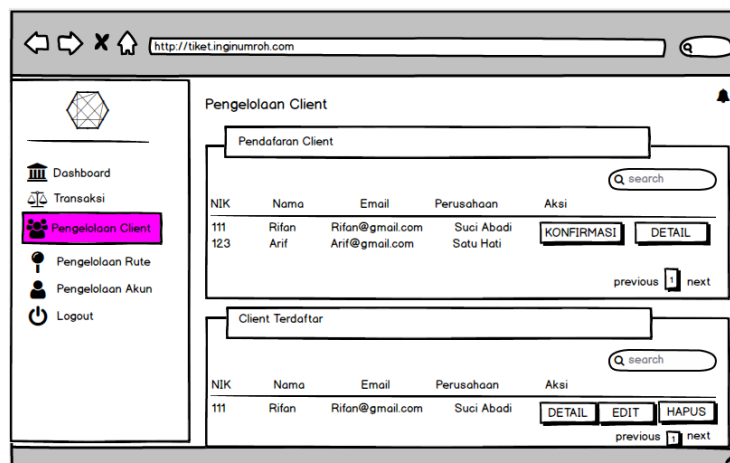 http://tiket.inginumroh.com
Pengelolaan Client
Dashboard
Transaksi
Pengelolaan Client
Pengelolaan Rute
Pengelolaan Akun
Logout
Pendafaran Client
search
NIK Nama Email Perusahaan Aksi
111 Rifan Rifan@gmail.com Suci Abadi KONFIRMASI DETAIL
123 Arif Arif@gmail.com Satu Hati
previous 1 next
Client Terdaftar
search
NIK Nama Email Perusahaan Aksi
111 Rifan Rifan@gmail.com Suci Abadi DETAIL EDIT HAPUS
previous 1 next